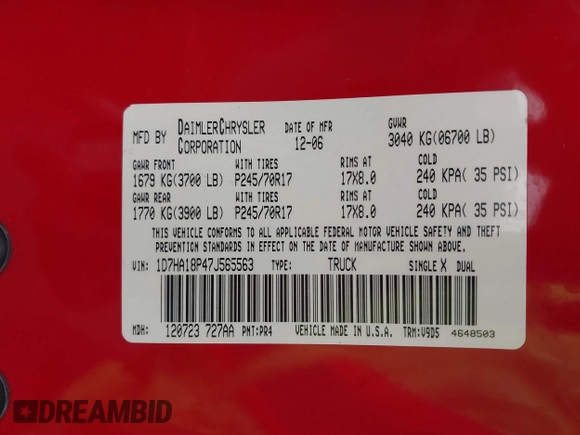 MFD BY DAIMLERCHRYSLER CORPORATION DATE OF MFR 12-06 GVWR 3040 KG(06700 LB)
GAWR FRONT WITH TIRES RIMS AT COLD
1679 KG(3700 LB) P245/70R17 17X8.0 240 KPA( 35 PSI)
GAWR REAR WITH TIRES RIMS AT COLD
1770 KG(3900 LB) P245/70R17 17X8.0 240 KPA( 35 PSI)
THIS VEHICLE CONFORMS TO ALL APPLICABLE FEDERAL MOTOR VEHICLE SAFETY AND THEFT
PREVENTION STANDARDS IN EFFECT ON THE DATE OF MANUFACTURE SHOWN ABOVE.
VIN: 1D7HA18P47J565563 TYPE: TRUCK SINGLE X DUAL
MDH: 120723 727AA PNT:PR4 VEHICLE MADE IN U.S.A. TRM:V9D5 4648503
DREAMBID